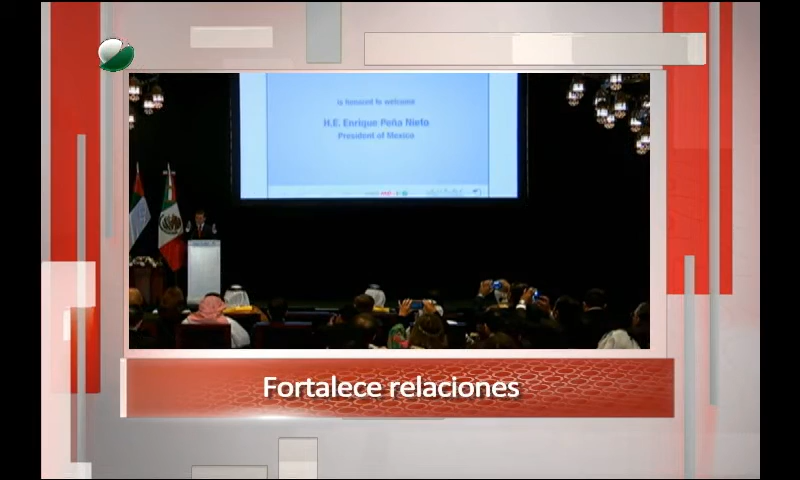 is honored to welcome
H.E. Enrique Peña Nieto
President of Mexico
Fortalece relaciones